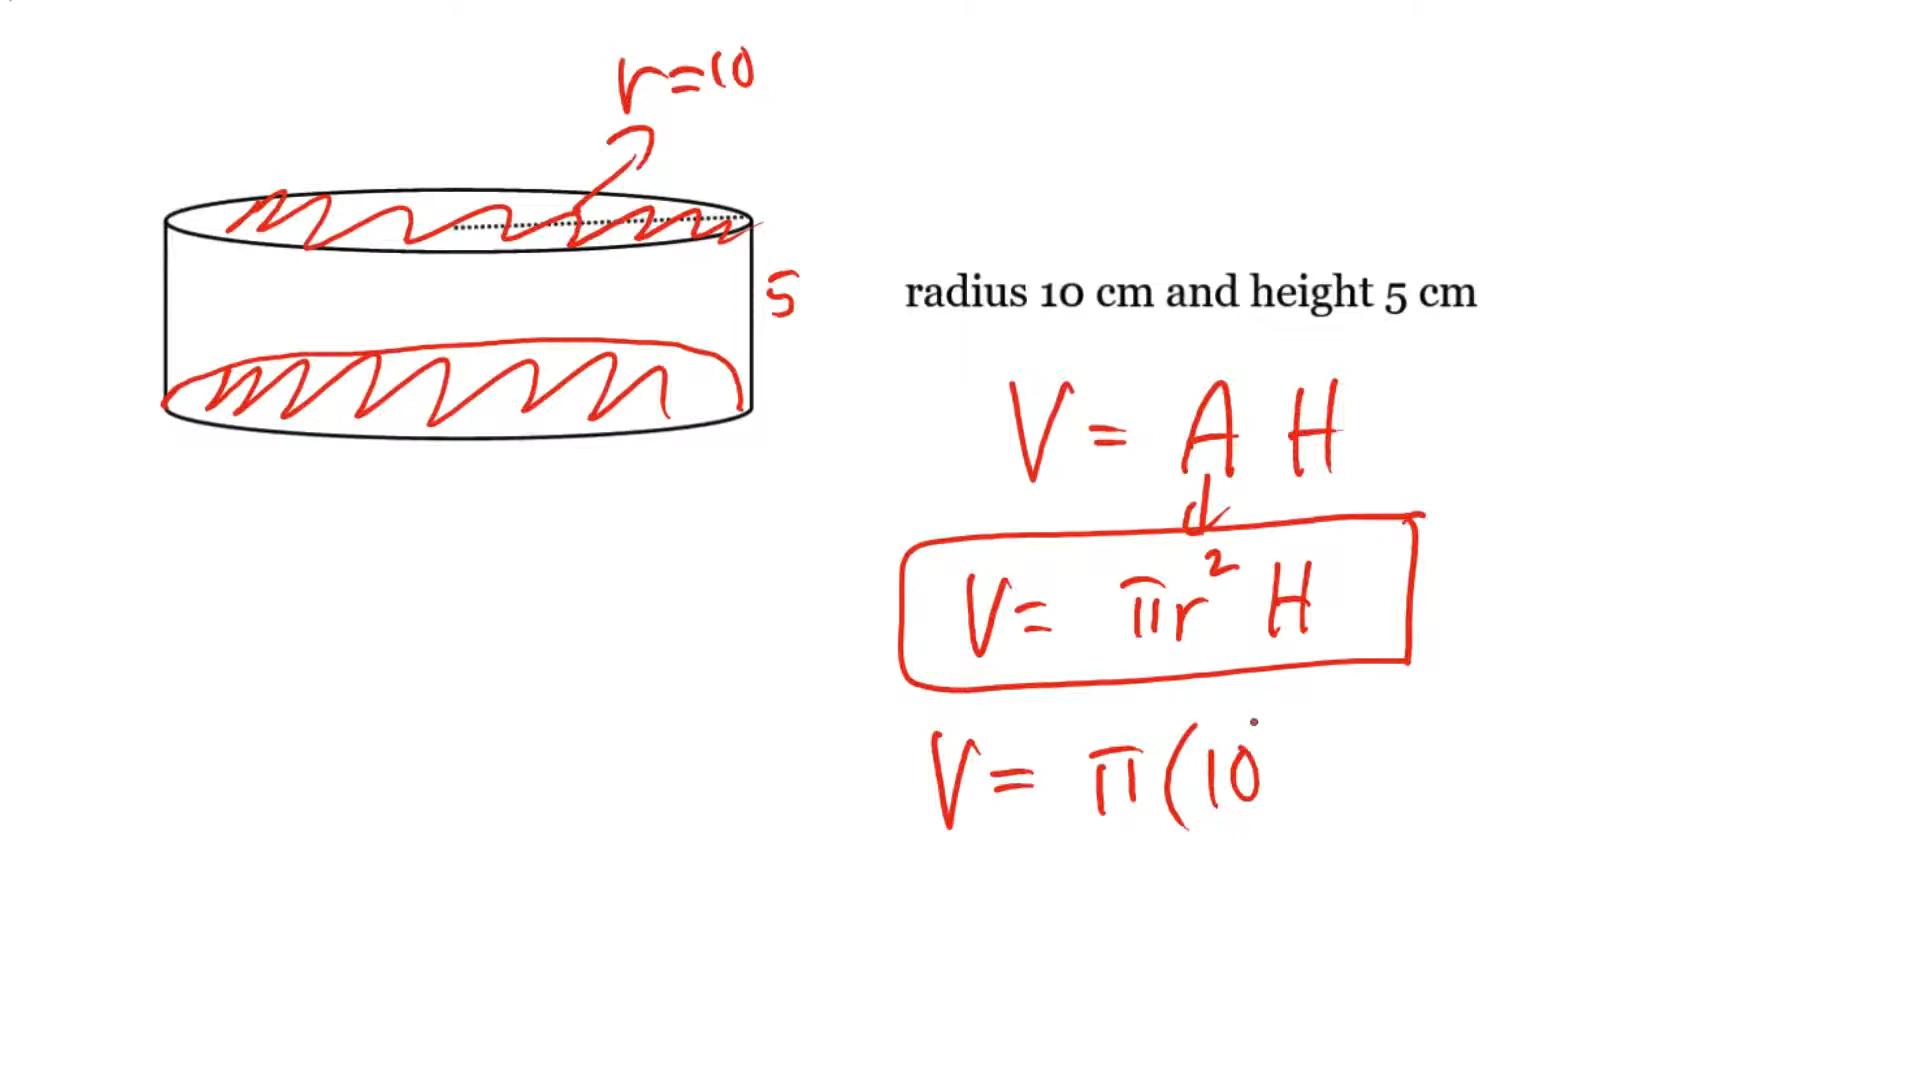 r=10
5
radius 10 cm and height 5 cm
V = A H
V = πr² H
V = π(10